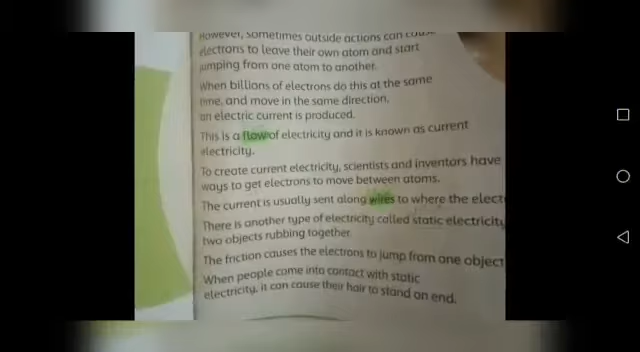 However, sometimes outside actions can
electrons to leave their own atom and start
jumping from one atom to another.
When billions of electrons do this at the same
time, and move in the same direction,
an electric current is produced.
This is a flow of electricity and it is known as current
electricity.
To create current electricity, scientists and inventors have
ways to get electrons to move between atoms.
The current is usually sent along wires to where the elect
There is another type of electricity called static electricity
two objects rubbing together.
The friction causes the electrons to jump from one object
When people come into contact with static
electricity, it can cause their hair to stand on end.